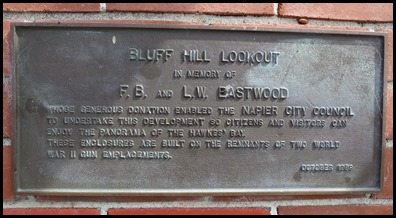 BLUFF HILL LOOKOUT
IN MEMORY OF
F.B. AND L.W. EASTWOOD
WHOSE GENEROUS DONATION ENABLED THE NAPIER CITY COUNCIL
TO UNDERTAKE THIS DEVELOPMENT SO CITIZENS AND VISITORS CAN
ENJOY THE PANORAMA OF THE HAWKES' BAY.
THESE ENCLOSURES ARE BUILT ON THE REMNANTS OF TWO WORLD
WAR II GUN EMPLACEMENTS.
OCTOBER